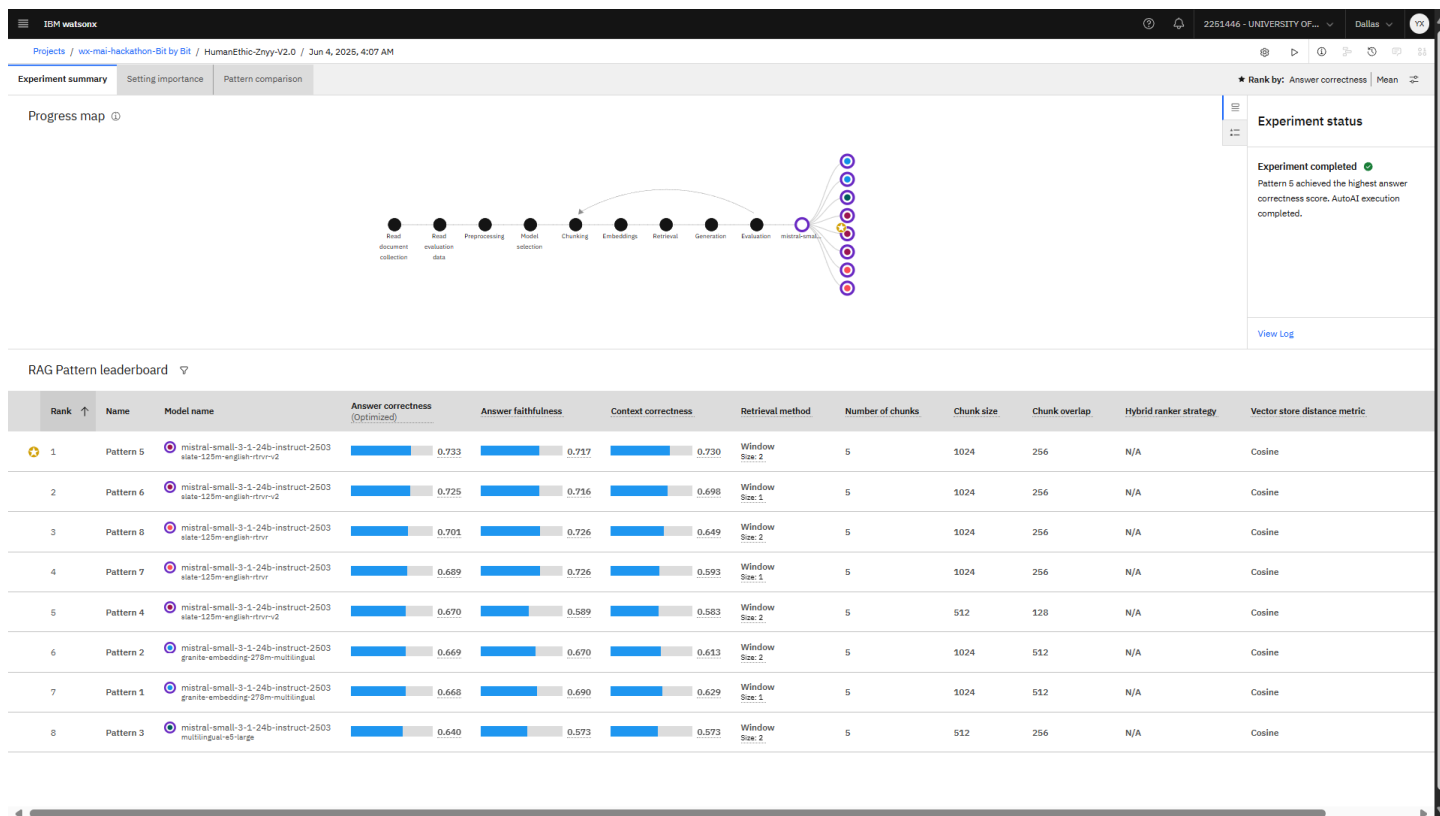 IBM watsonx
2251446 - UNIVERSITY OF...
Dallas
YX
Projects / wx-mai-hackathon-Bit by Bit / HumanEthic-Znyy-V2.0 / Jun 4, 2025, 4:07 AM
Experiment summary
Setting importance
Pattern comparison
Rank by: Answer correctness
Mean
Progress map
Read document collection
Read evaluation data
Preprocessing
Model selection
Chunking
Embeddings
Retrieval
Generation
Evaluation
mistral-smal...
Experiment status
Experiment completed
Pattern 5 achieved the highest answer
correctness score. AutoAI execution
completed.
View Log
RAG Pattern leaderboard
Rank Name Model name Answer correctness (Optimized) Answer faithfulness Context correctness Retrieval method Number of chunks Chunk size Chunk overlap Hybrid ranker strategy Vector store distance metric
1 Pattern 5 mistral-small-3-1-24b-instruct-2503 slate-125m-english-rtrvr-v2 0.733 0.717 0.730 Window Size: 2 5 1024 256 N/A Cosine
2 Pattern 6 mistral-small-3-1-24b-instruct-2503 slate-125m-english-rtrvr-v2 0.725 0.716 0.698 Window Size: 1 5 1024 256 N/A Cosine
3 Pattern 8 mistral-small-3-1-24b-instruct-2503 slate-125m-english-rtrvr 0.701 0.726 0.649 Window Size: 2 5 1024 256 N/A Cosine
4 Pattern 7 mistral-small-3-1-24b-instruct-2503 slate-125m-english-rtrvr 0.689 0.726 0.593 Window Size: 1 5 1024 256 N/A Cosine
5 Pattern 4 mistral-small-3-1-24b-instruct-2503 slate-125m-english-rtrvr-v2 0.670 0.589 0.583 Window Size: 2 5 512 128 N/A Cosine
6 Pattern 2 mistral-small-3-1-24b-instruct-2503 granite-embedding-278m-multilingual 0.669 0.670 0.613 Window Size: 2 5 1024 512 N/A Cosine
7 Pattern 1 mistral-small-3-1-24b-instruct-2503 granite-embedding-278m-multilingual 0.668 0.690 0.629 Window Size: 1 5 1024 512 N/A Cosine
8 Pattern 3 mistral-small-3-1-24b-instruct-2503 multilingual-e5-large 0.640 0.573 0.573 Window Size: 2 5 512 256 N/A Cosine